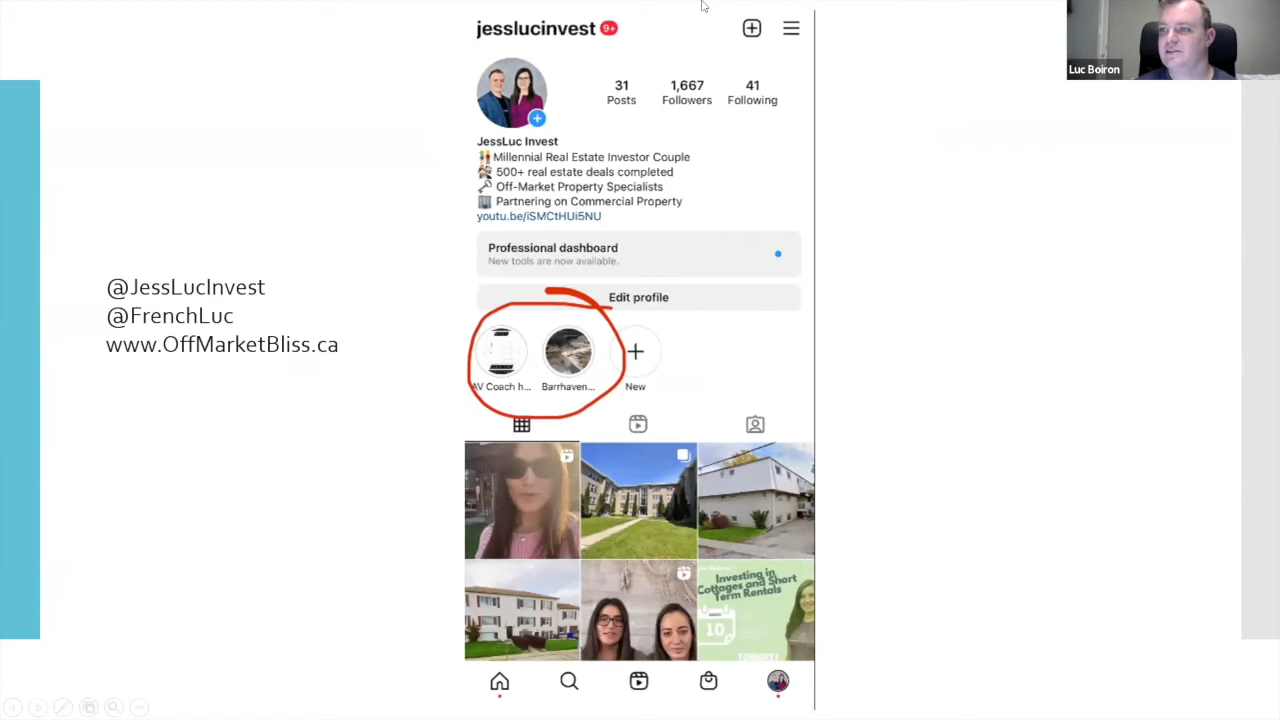 jesslucinvest 9+
Luc Boiron
31 1,667 41
Posts Followers Following
JessLuc Invest
Millennial Real Estate Investor Couple
500+ real estate deals completed
Off-Market Property Specialists
Partnering on Commercial Property
youtu.be/iSMCtHUi5NU
Professional dashboard
New tools are now available.
Edit profile
@JessLucInvest
@FrenchLuc
www.OffMarketBliss.ca
AV Coach h... Barrhaven... New
Investing in
Cottages and Short
Term Rentals
10
TONIGHT